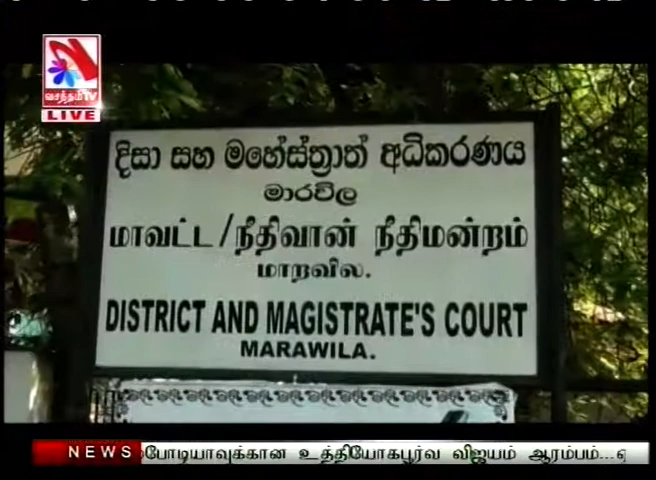 வசந்தம்TV
LIVE
දිසා සහ මහේස්ත්‍රාත් අධිකරණය
මාරවිල
மாவட்ட/நீதிவான் நீதிமன்றம்
மாறவில.
DISTRICT AND MAGISTRATE'S COURT
MARAWILA.
NEWS
போடியாவுக்கான உத்தியோகபூர்வ விஜயம் ஆரம்பம்...